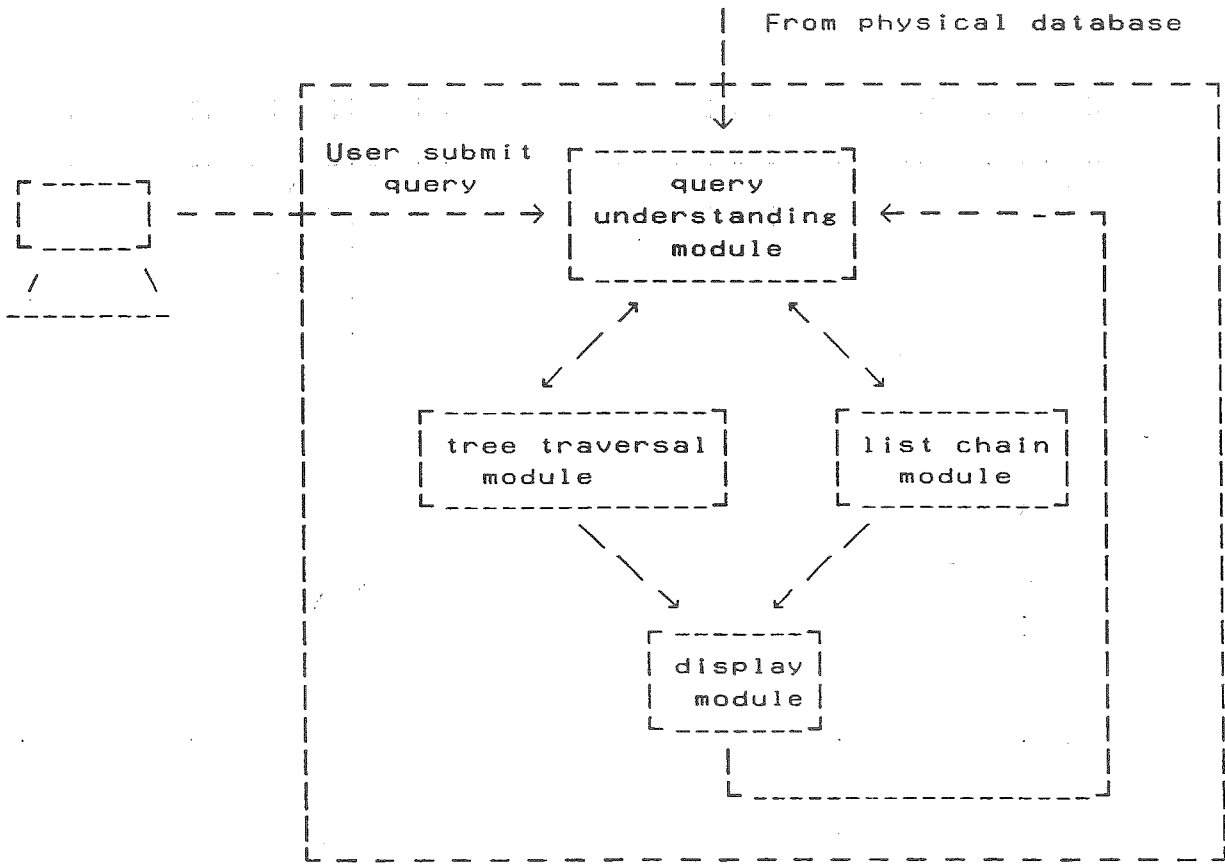 From physical database
User submit
query
query
understanding
module
tree traversal
module
list chain
module
display
module